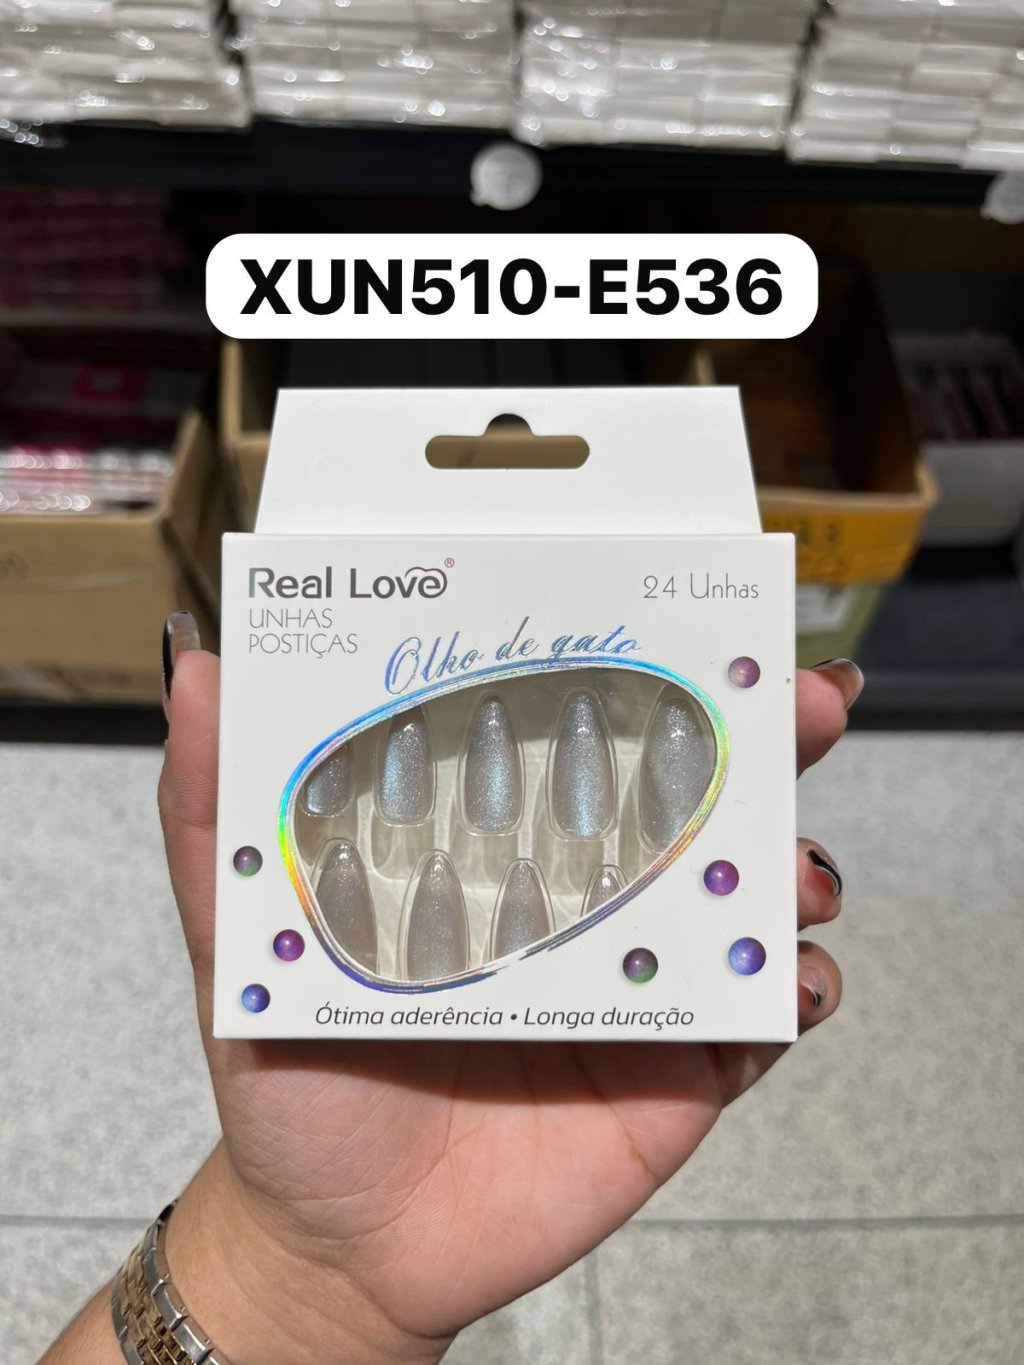 XUN510-E536
Real Love®
24 Unhas
UNHAS
POSTIÇAS
Olho de gato
Ótima aderência • Longa duração